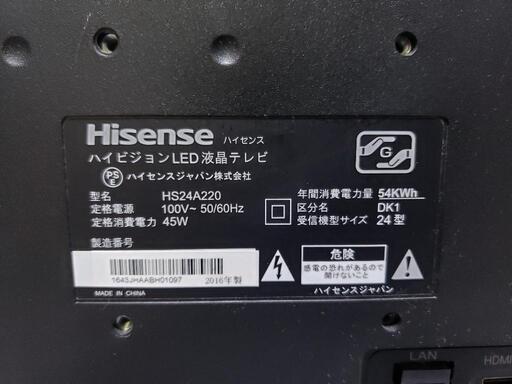 Hisense ハイセンス
ハイビジョンLED液晶テレビ
PS E ハイセンスジャパン株式会社
G
型名 HS24A220
定格電源 100V~ 50/60Hz
定格消費電力 45W
年間消費電力量 54KWh
区分名 DK1
受信機型サイズ 24型
製造番号
1643JHAABH01097 2016年製
MADE IN CHINA
危険
感電の恐れがあるので
開けないこと
ハイセンスジャパン
LAN
HDMI